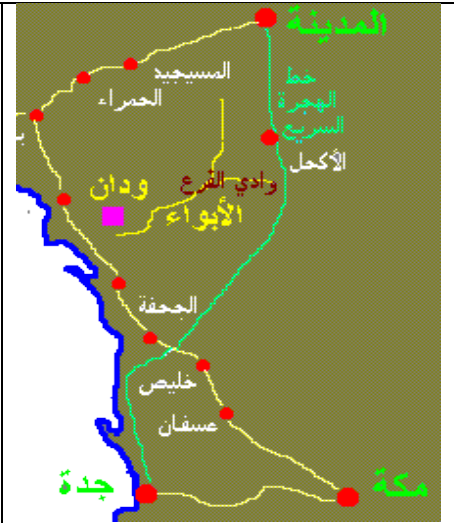 المدينة
المسيجيد
خط
الهجرة
السريع
الحمراء
الأكحل
وادي الفرع
ودان
الأبواء
الجحفة
خليص
عسفان
جدة
مكة